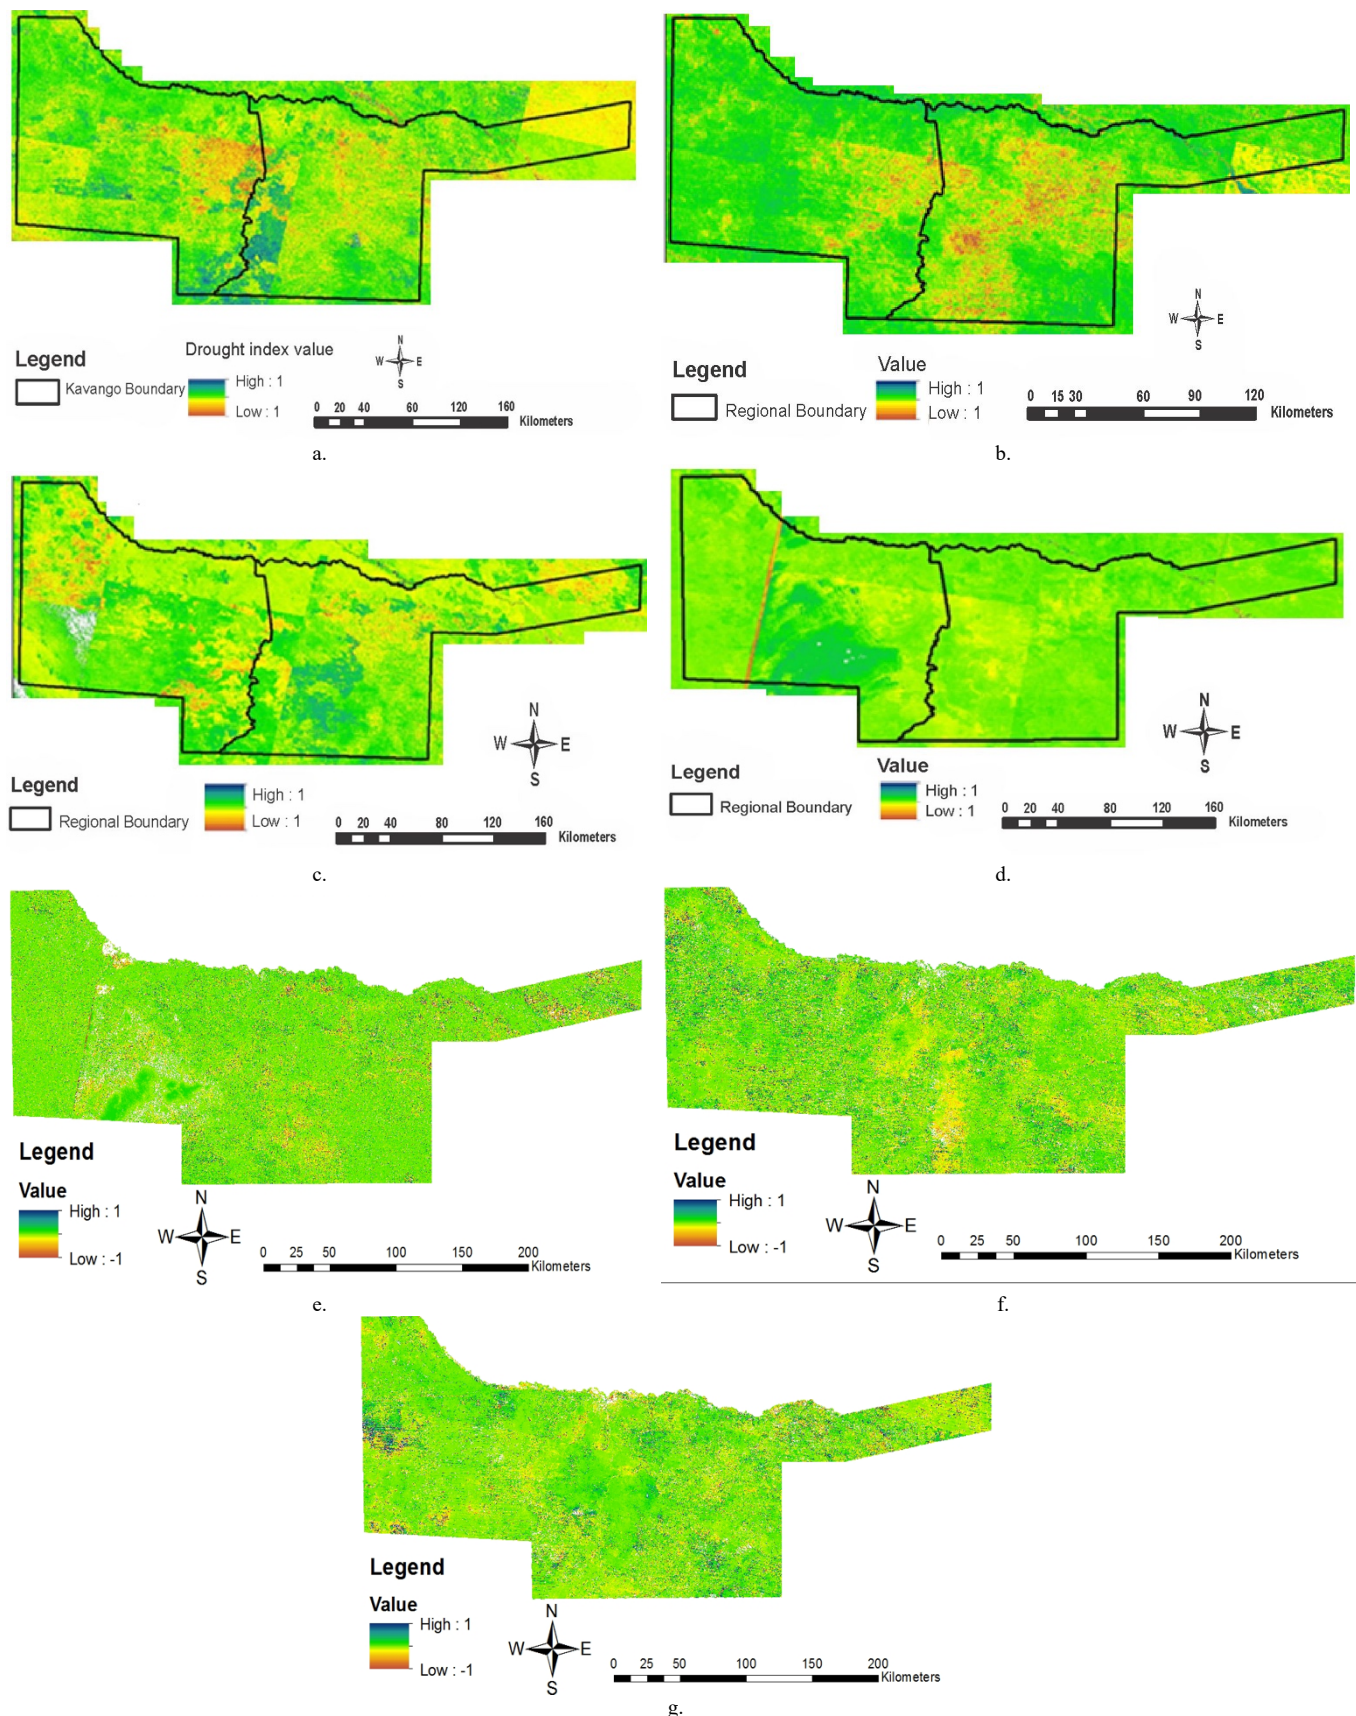 Legend
Kavango Boundary
Drought index value
High : 1
Low : 1
N
W E
S
0 20 40 80 120 160
Kilometers
a.
Legend
Regional Boundary
Value
High : 1
Low : 1
N
W E
S
0 15 30 60 90 120
Kilometers
b.
Legend
Regional Boundary
High : 1
Low : 1
N
W E
S
0 20 40 80 120 160
Kilometers
c.
Legend
Regional Boundary
Value
High : 1
Low : 1
N
W E
S
0 20 40 80 120 160
Kilometers
d.
Legend
Value
High : 1
Low : -1
N
W E
S
0 25 50 100 150 200
Kilometers
e.
Legend
Value
High : 1
Low : -1
N
W E
S
0 25 50 100 150 200
Kilometers
f.
Legend
Value
High : 1
Low : -1
N
W E
S
0 25 50 100 150 200
Kilometers
g.